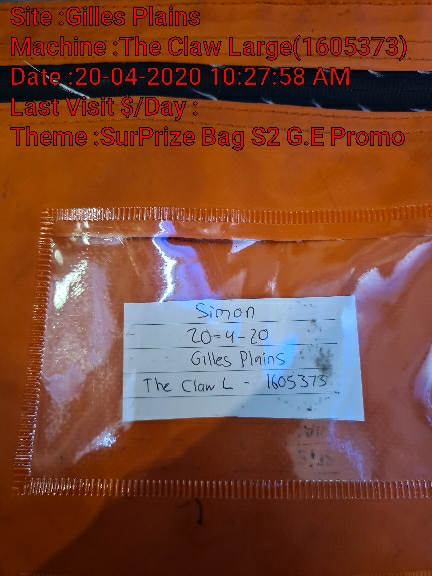 Site :Gilles Plains
Machine :The Claw Large(1605373)
Date :20-04-2020 10:27:58 AM
Last Visit $/Day :
Theme :SurPrize Bag S2 G.E Promo
Simon
20-4-20
Gilles Plains
The Claw L - 1605373